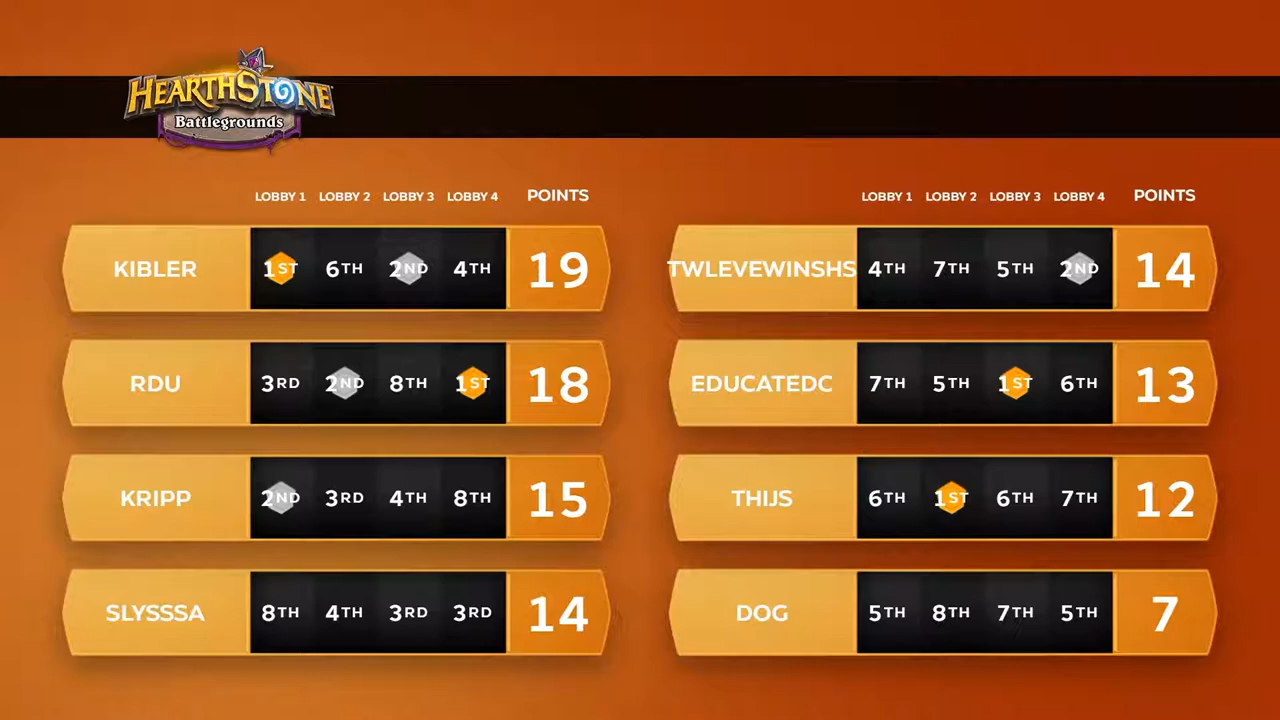 HEARTHSTONE
Battlegrounds
LOBBY 1 LOBBY 2 LOBBY 3 LOBBY 4 POINTS
KIBLER 1ST 6TH 2ND 4TH 19
RDU 3RD 2ND 8TH 1ST 18
KRIPP 2ND 3RD 4TH 8TH 15
SLYSSSA 8TH 4TH 3RD 3RD 14
LOBBY 1 LOBBY 2 LOBBY 3 LOBBY 4 POINTS
TWLEVEWINSHS 4TH 7TH 5TH 2ND 14
EDUCATEDC 7TH 5TH 1ST 6TH 13
THIJS 6TH 1ST 6TH 7TH 12
DOG 5TH 8TH 7TH 5TH 7